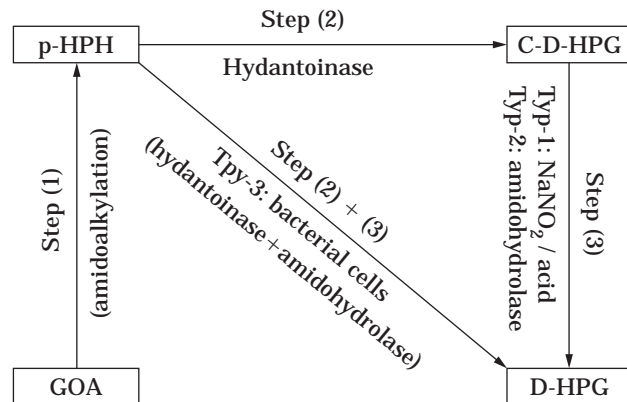 Step (2)
p-HPH
C-D-HPG
Hydantoinase
Step (1)
(amidoalkylation)
Step (2) + (3)
Tpy-3: bacterial cells
(hydantoinase+amidohydrolase)
Typ-1: NaNO₂ / acid
Typ-2: amidohydrolase
Step (3)
GOA
D-HPG